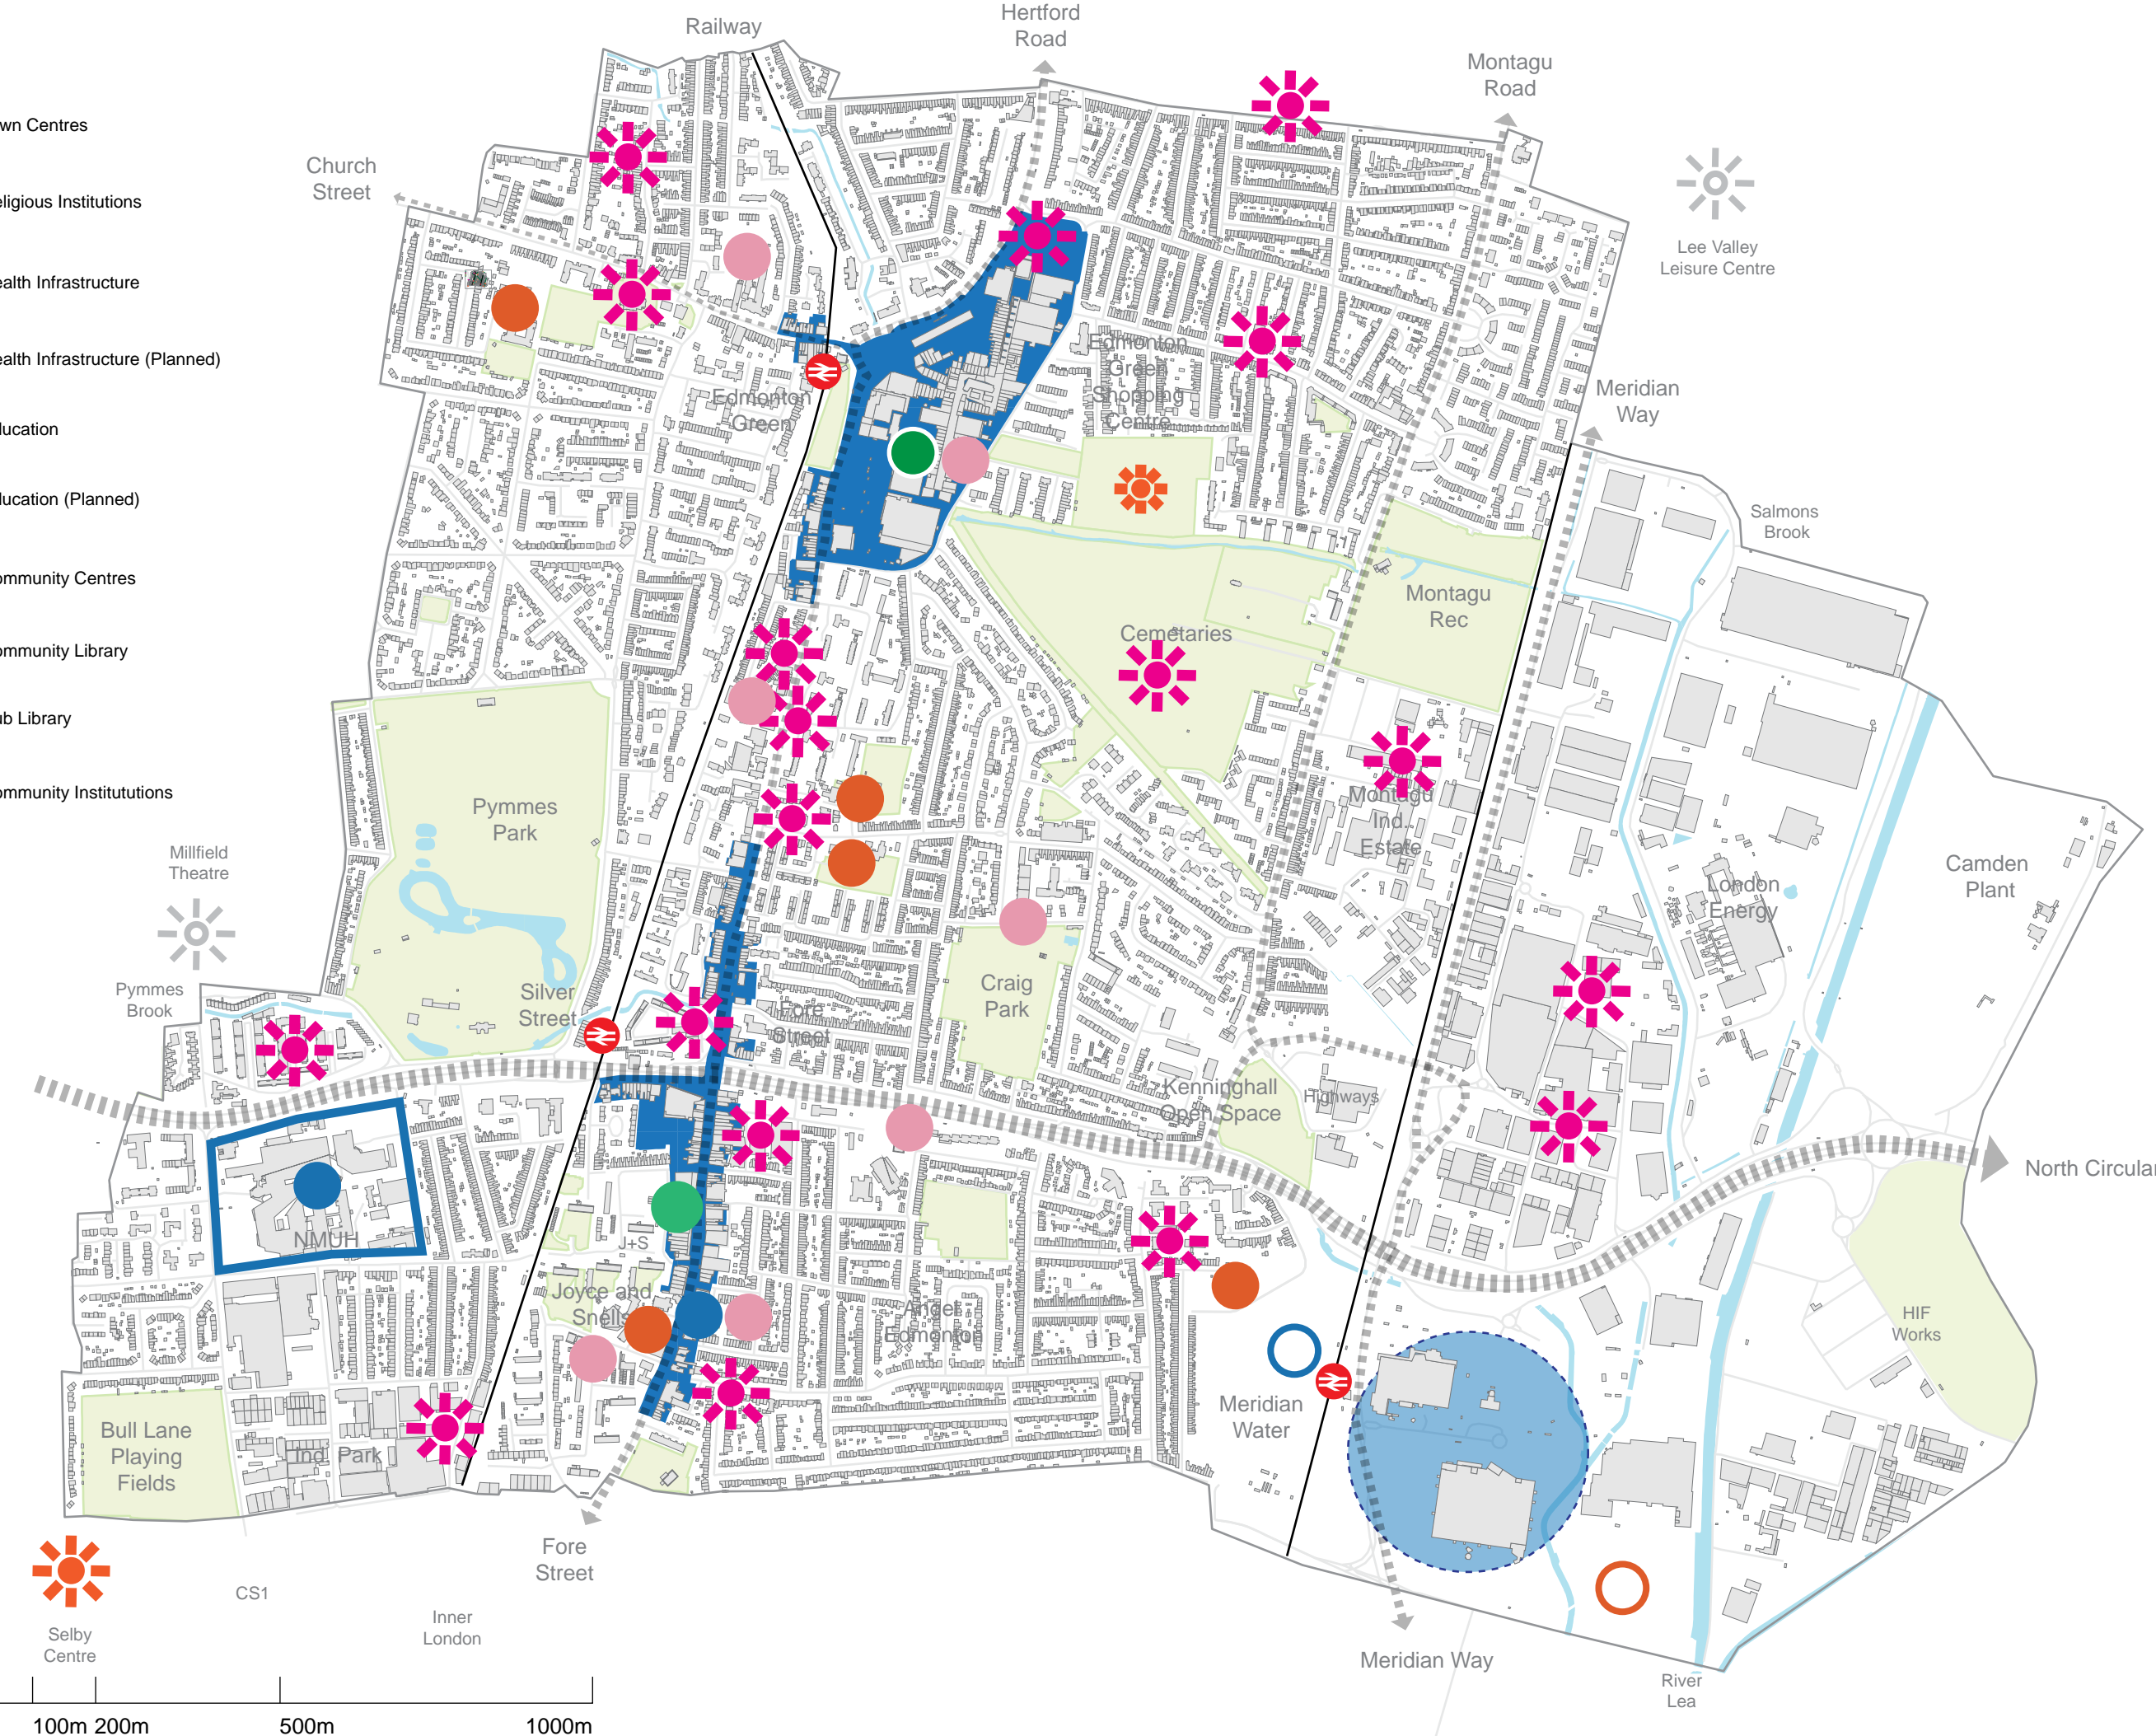 Railway
Hertford
Road
Montagu
Road
Church
Street
Lee Valley
Leisure Centre
wn Centres
eligious Institutions
ealth Infrastructure
ealth Infrastructure (Planned)
ducation
ducation (Planned)
ommunity Centres
ommunity Library
ub Library
ommunity Institututions
Edmonton
Green
Shopping
Centre
Edmonton
Green
Meridian
Way
Salmons
Brook
Montagu
Rec
Cemetaries
Pymmes
Park
Montagu
Ind.
Estate
Millfield
Theatre
Camden
Plant
London
Energy
Pymmes
Brook
Silver
Street
Craig
Park
Fore
Street
Kenninghall
Open Space
Highways
North Circular
NMUH
J+S
Joyce and
Snells
Angel
Edmonton
HIF
Works
Meridian
Water
Bull Lane
Playing
Fields
Ind. Park
Fore
Street
CS1
Inner
London
Selby
Centre
Meridian Way
River
Lea
100m 200m
500m
1000m